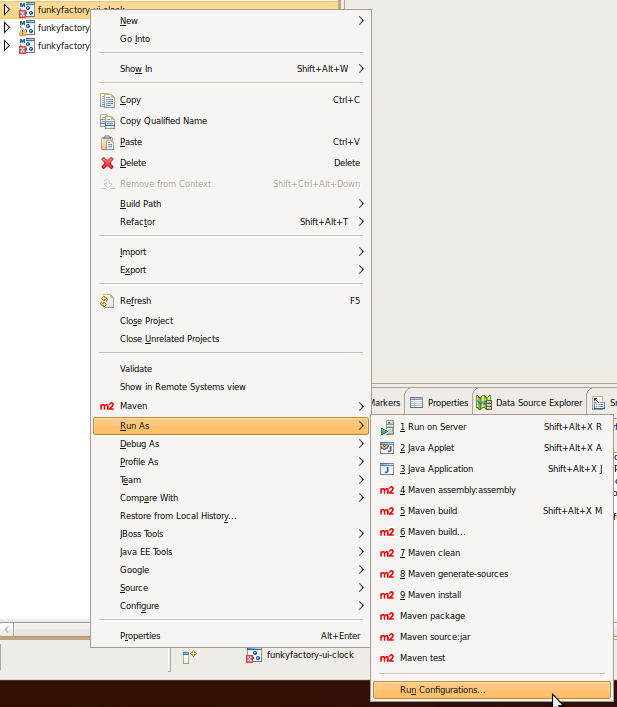 funkyfactory-ui-clock
funkyfactory
funkyfactory
New
Go Into
Show In Shift+Alt+W
Copy Ctrl+C
Copy Qualified Name
Paste Ctrl+V
Delete Delete
Remove from Context Shift+Ctrl+Alt+Down
Build Path
Refactor Shift+Alt+T
Import
Export
Refresh F5
Close Project
Close Unrelated Projects
Validate
Show in Remote Systems view
m2 Maven
Run As
Debug As
Profile As
Team
Compare With
Restore from Local History...
JBoss Tools
Java EE Tools
Google
Source
Configure
Properties Alt+Enter
Markers Properties Data Source Explorer
1 Run on Server Shift+Alt+X R
2 Java Applet Shift+Alt+X A
3 Java Application Shift+Alt+X J
m2 4 Maven assembly:assembly
m2 5 Maven build Shift+Alt+X M
m2 6 Maven build...
m2 7 Maven clean
m2 8 Maven generate-sources
m2 9 Maven install
m2 Maven package
m2 Maven source:jar
m2 Maven test
Run Configurations...
funkyfactory-ui-clock